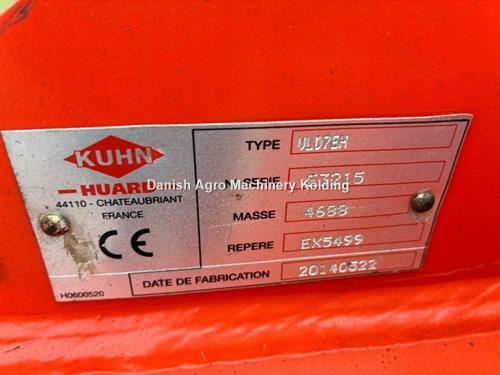 KUHN
HUARD
44110 - CHATEAUBRIANT
FRANCE
CE
H0600520
TYPE VLD7EH
N.SERIE G3215
MASSE 4688
REPERE EX5499
DATE DE FABRICATION 20140322
Danish Agro Machinery Kolding